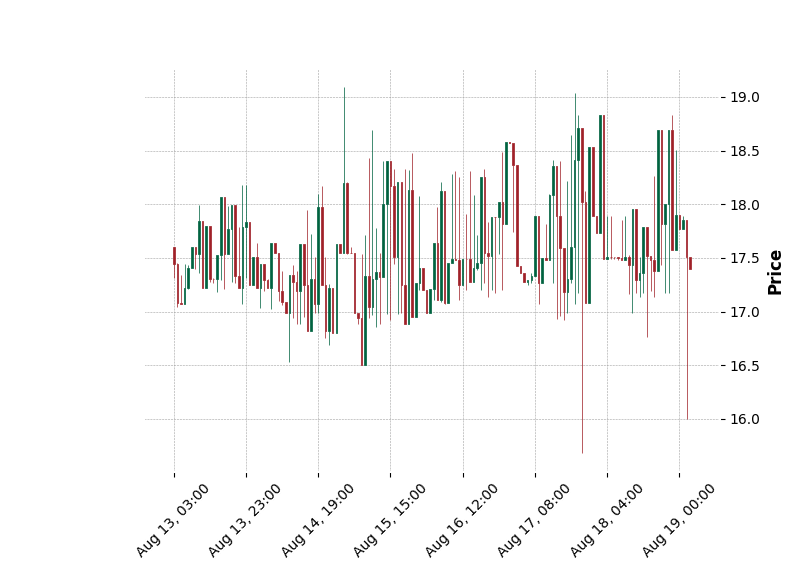 19.0
18.5
18.0
17.5
17.0
16.5
16.0
Price
Aug 13, 03:00
Aug 13, 23:00
Aug 14, 19:00
Aug 15, 15:00
Aug 16, 12:00
Aug 17, 08:00
Aug 18, 04:00
Aug 19, 00:00